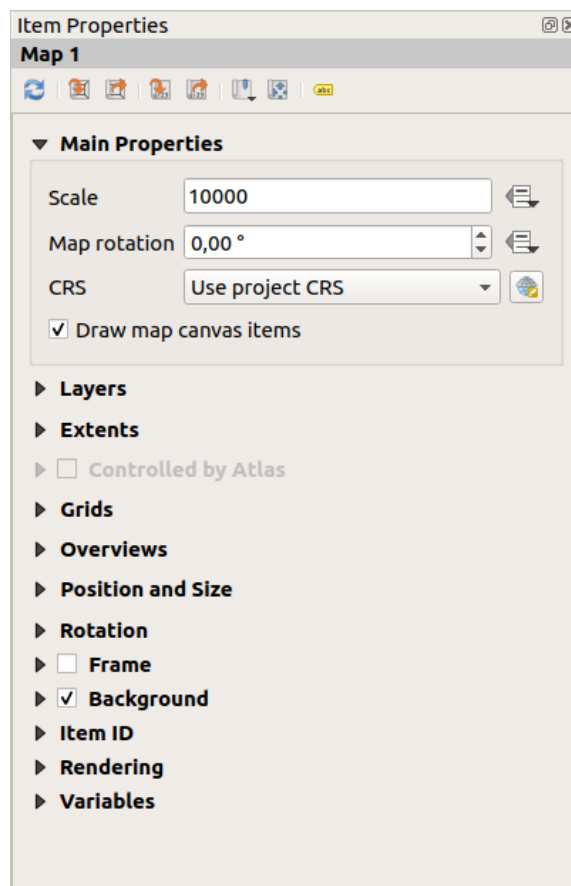 Item Properties
Map 1
Main Properties
Scale 10000
Map rotation 0,00 °
CRS Use project CRS
Draw map canvas items
Layers
Extents
Controlled by Atlas
Grids
Overviews
Position and Size
Rotation
Frame
Background
Item ID
Rendering
Variables